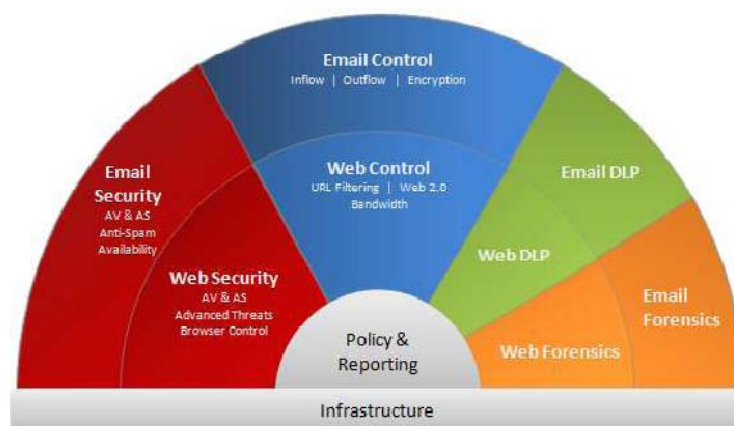 Email Control
Inflow | Outflow | Encryption
Web Control
URL Filtering | Web 2.0
Bandwidth
Email
Security
AV & AS
Anti-Spam
Availability
Web Security
AV & AS
Advanced Threats
Browser Control
Email DLP
Web DLP
Email
Forensics
Web Forensics
Policy &
Reporting
Infrastructure